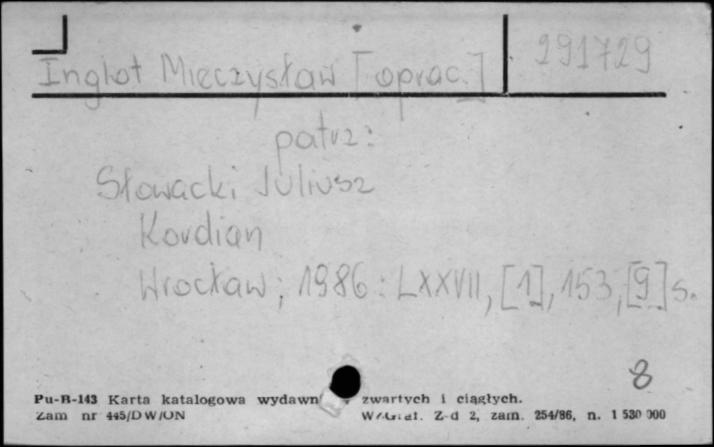 Inglot Mieczysław [oprac.] 291729
patrz:
Słowacki Juliusz
Kordian
Wrocław; 1986: LXXVII, [1], 153, [9] s.
8
Pu-B-143 Karta katalogowa wydawn zwartych i ciągłych.
Zam nr 445/DW/UN Z-d 2, zam. 254/86, n. 1 530 000